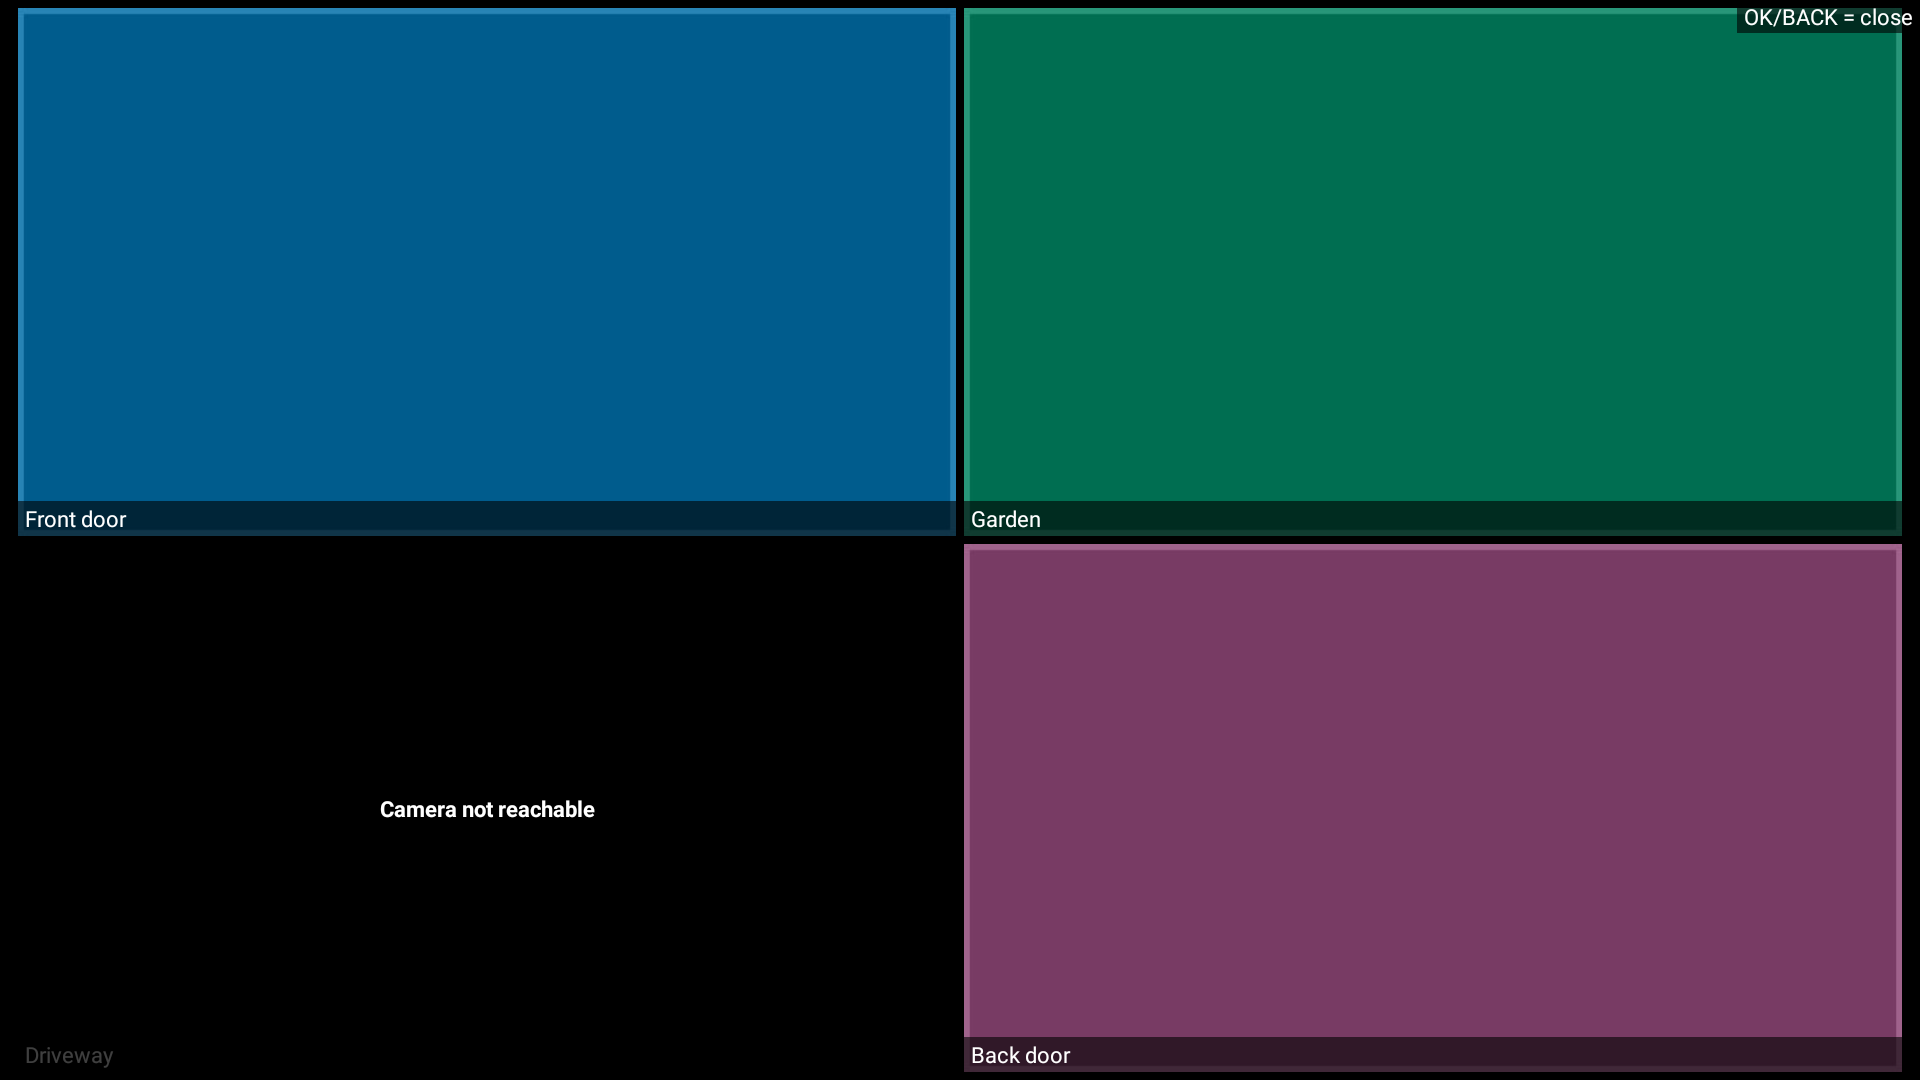 OK/BACK = close
Front door
Garden
Camera not reachable
Driveway
Back door